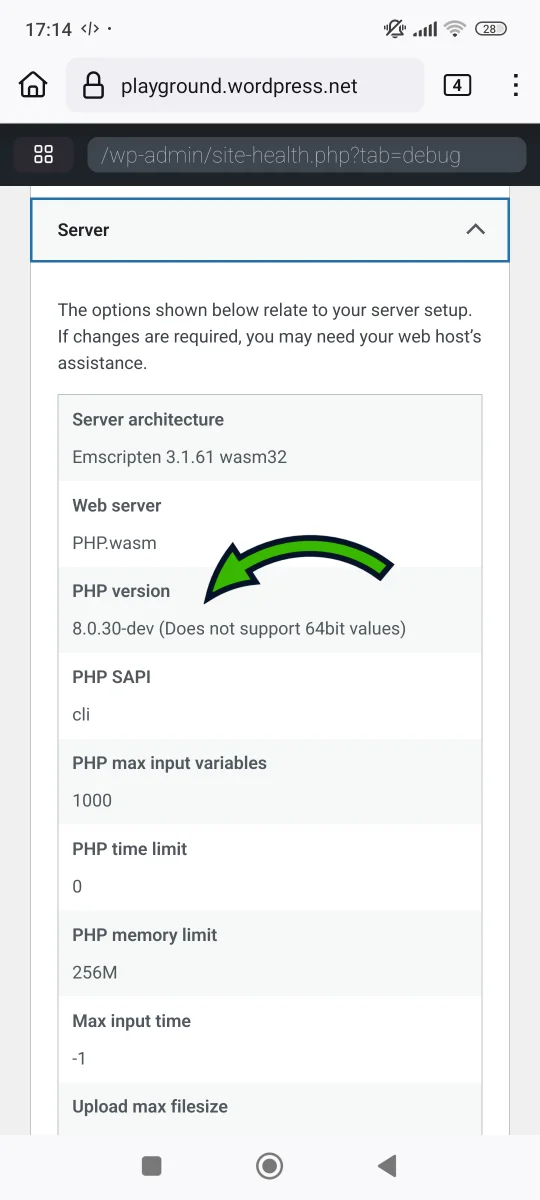 17:14
28
playground.wordpress.net
4
/wp-admin/site-health.php?tab=debug
Server
The options shown below relate to your server setup.
If changes are required, you may need your web host’s
assistance.
Server architecture
Emscripten 3.1.61 wasm32
Web server
PHP.wasm
PHP version
8.0.30-dev (Does not support 64bit values)
PHP SAPI
cli
PHP max input variables
1000
PHP time limit
0
PHP memory limit
256M
Max input time
-1
Upload max filesize